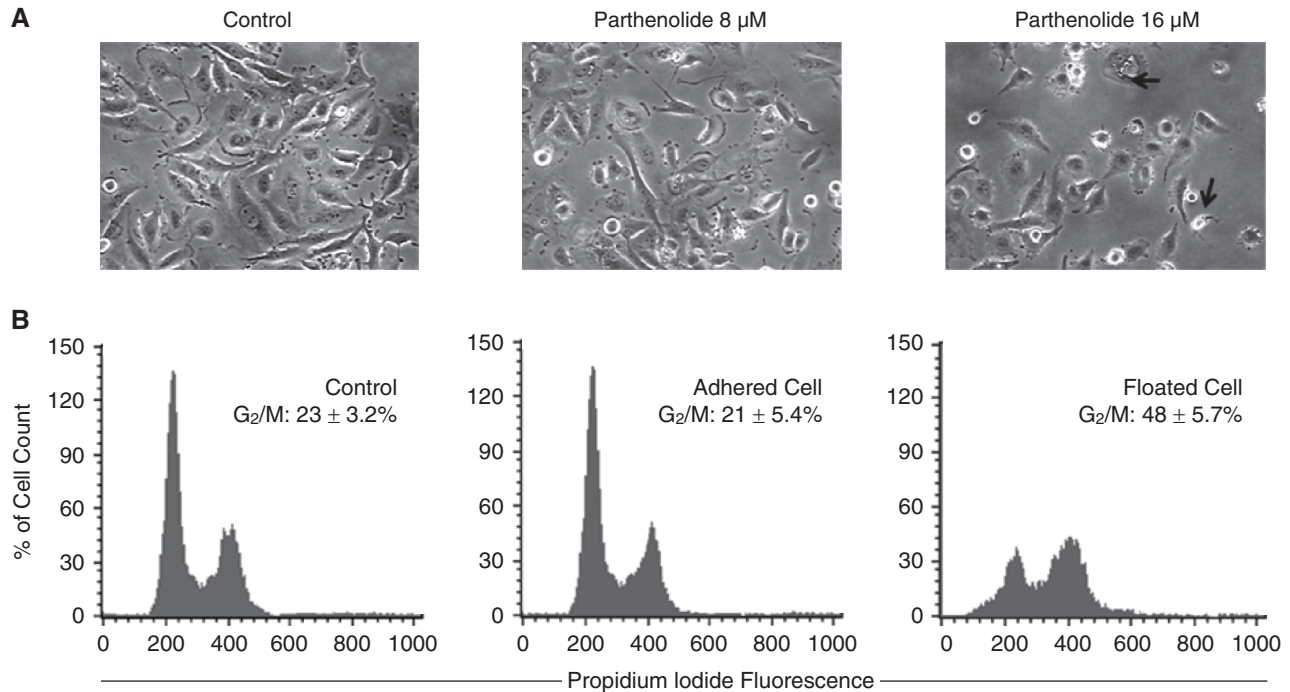 A
Control
Parthenolide 8 µM
Parthenolide 16 µM
B
% of Cell Count
150
120
90
60
30
0
Control
G₂/M: 23 ± 3.2%
0 200 400 600 800 1000
150
120
90
60
30
0
Adhered Cell
G₂/M: 21 ± 5.4%
0 200 400 600 800 1000
150
120
90
60
30
0
Floated Cell
G₂/M: 48 ± 5.7%
0 200 400 600 800 1000
Propidium Iodide Fluorescence